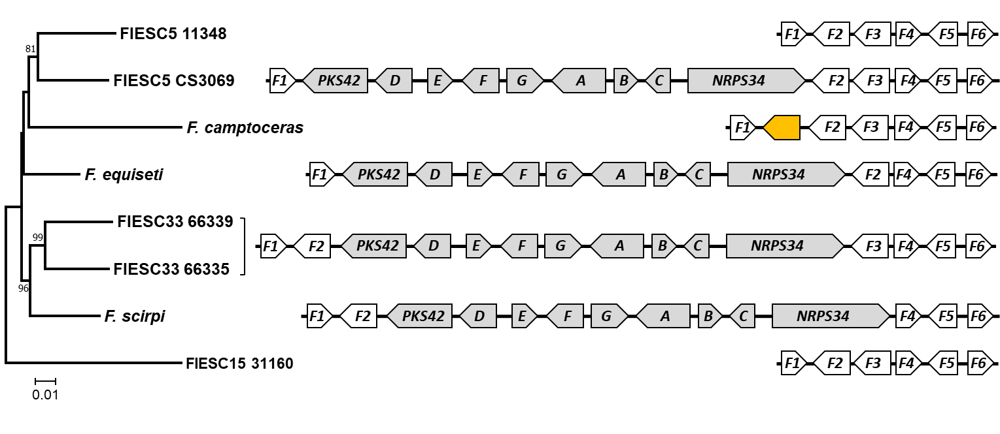 FIESC5 11348 F1 F2 F3 F4 F5 F6
81
FIESC5 CS3069 F1 PKS42 D E F G A B C NRPS34 F2 F3 F4 F5 F6
F. camptoceras F1 F2 F3 F4 F5 F6
F. equiseti F1 PKS42 D E F G A B C NRPS34 F2 F4 F5 F6
FIESC33 66339
99
F1 F2 PKS42 D E F G A B C NRPS34 F3 F4 F5 F6
FIESC33 66335
96
F. scirpi F1 F2 PKS42 D E F G A B C NRPS34 F4 F5 F6
FIESC15 31160 F1 F2 F3 F4 F5 F6
0.01